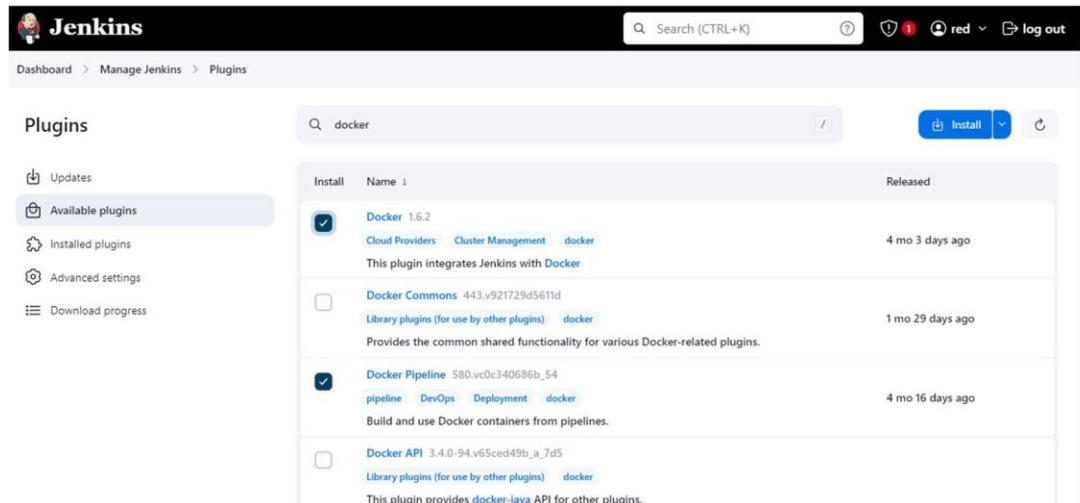 Jenkins
Search (CTRL+K)
?
1
red
log out
Dashboard > Manage Jenkins > Plugins
Plugins
docker
/
Install
Updates
Available plugins
Installed plugins
Advanced settings
Download progress
Install Name ↓ Released
Docker 1.6.2
Cloud Providers Cluster Management docker
4 mo 3 days ago
This plugin integrates Jenkins with Docker
Docker Commons 443.v921729d5611d
Library plugins (for use by other plugins) docker
1 mo 29 days ago
Provides the common shared functionality for various Docker-related plugins.
Docker Pipeline 580.vc0c340686b_54
pipeline DevOps Deployment docker
4 mo 16 days ago
Build and use Docker containers from pipelines.
Docker API 3.4.0-94.v65ced49b_a_7d5
Library plugins (for use by other plugins) docker
This plugin provides docker-java API for other plugins.